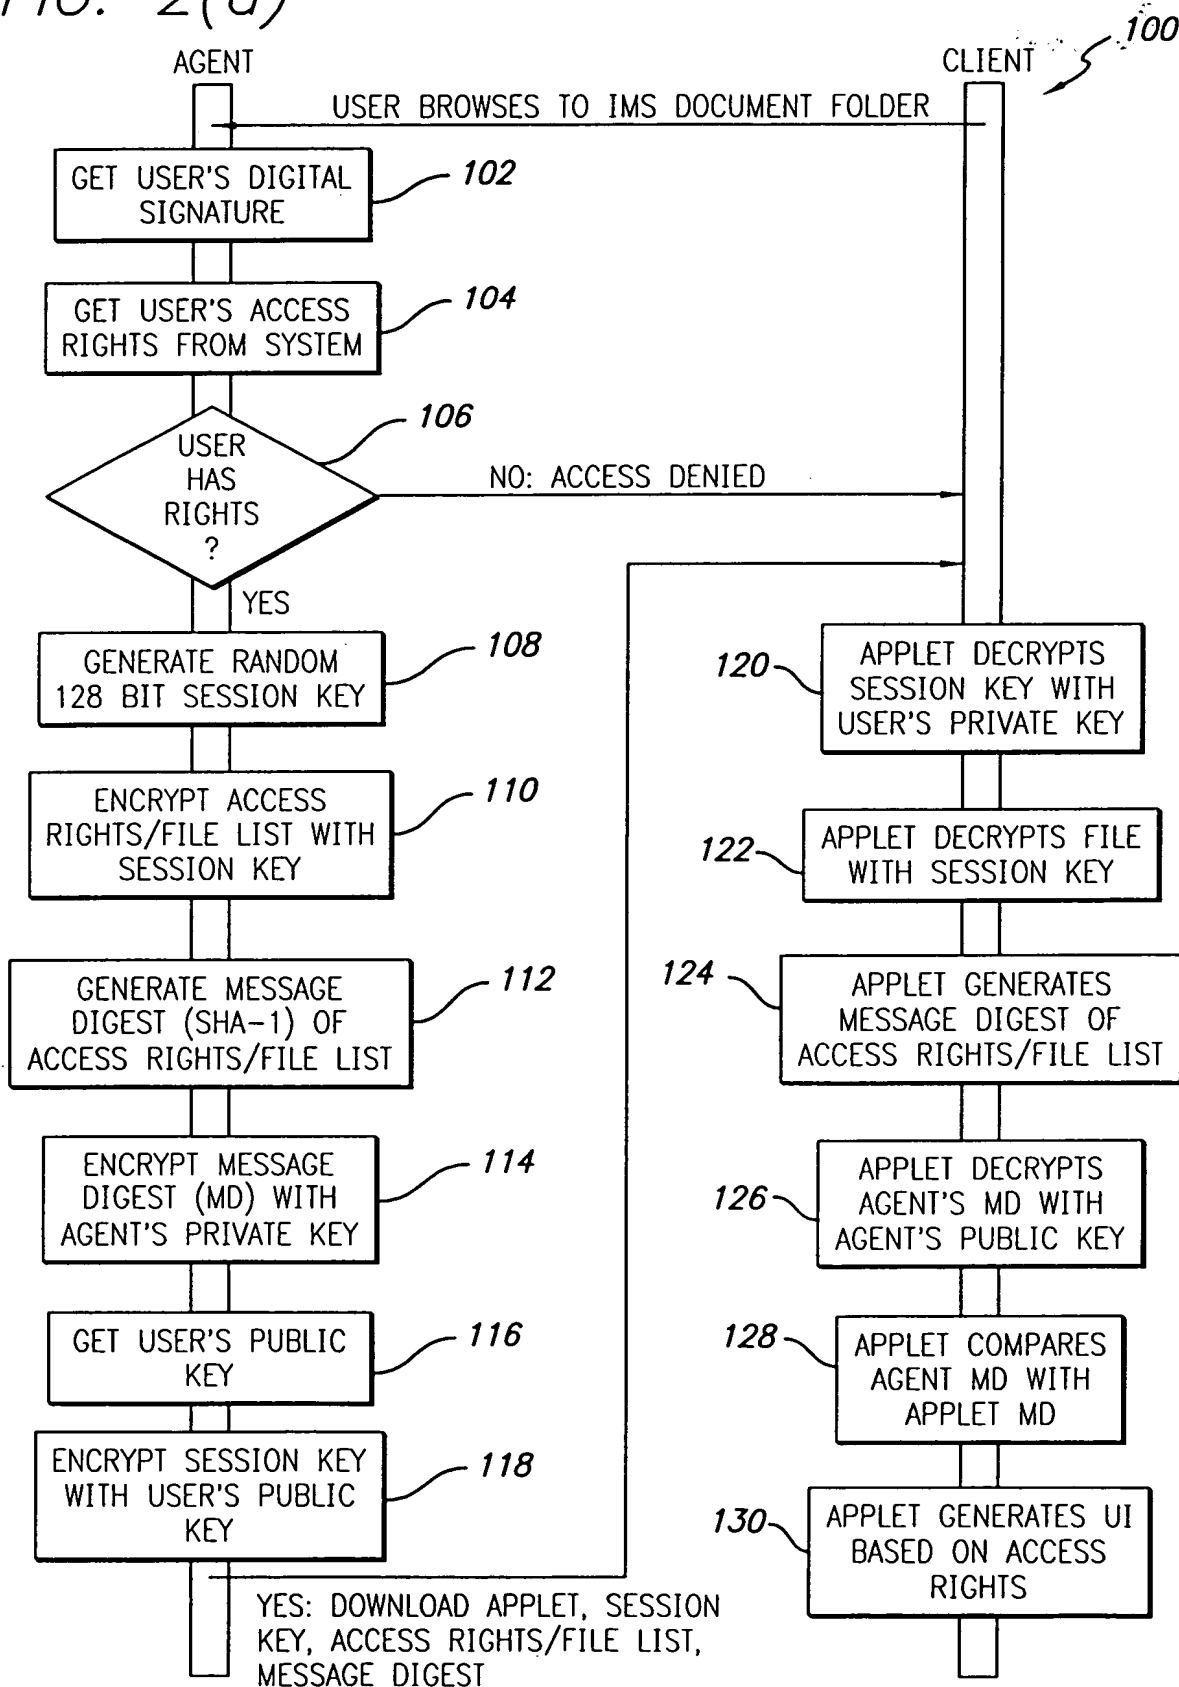 FIG. 2(a)
100
AGENT
CLIENT
USER BROWSES TO IMS DOCUMENT FOLDER
GET USER'S DIGITAL
SIGNATURE
102
GET USER'S ACCESS
RIGHTS FROM SYSTEM
104
USER
HAS
RIGHTS
?
106
NO: ACCESS DENIED
YES
GENERATE RANDOM
128 BIT SESSION KEY
108
ENCRYPT ACCESS
RIGHTS/FILE LIST WITH
SESSION KEY
110
GENERATE MESSAGE
DIGEST (SHA-1) OF
ACCESS RIGHTS/FILE LIST
112
ENCRYPT MESSAGE
DIGEST (MD) WITH
AGENT'S PRIVATE KEY
114
GET USER'S PUBLIC
KEY
116
ENCRYPT SESSION KEY
WITH USER'S PUBLIC
KEY
118
YES: DOWNLOAD APPLET, SESSION
KEY, ACCESS RIGHTS/FILE LIST,
MESSAGE DIGEST
120
APPLET DECRYPTS
SESSION KEY WITH
USER'S PRIVATE KEY
122
APPLET DECRYPTS FILE
WITH SESSION KEY
124
APPLET GENERATES
MESSAGE DIGEST OF
ACCESS RIGHTS/FILE LIST
126
APPLET DECRYPTS
AGENT'S MD WITH
AGENT'S PUBLIC KEY
128
APPLET COMPARES
AGENT MD WITH
APPLET MD
130
APPLET GENERATES UI
BASED ON ACCESS
RIGHTS